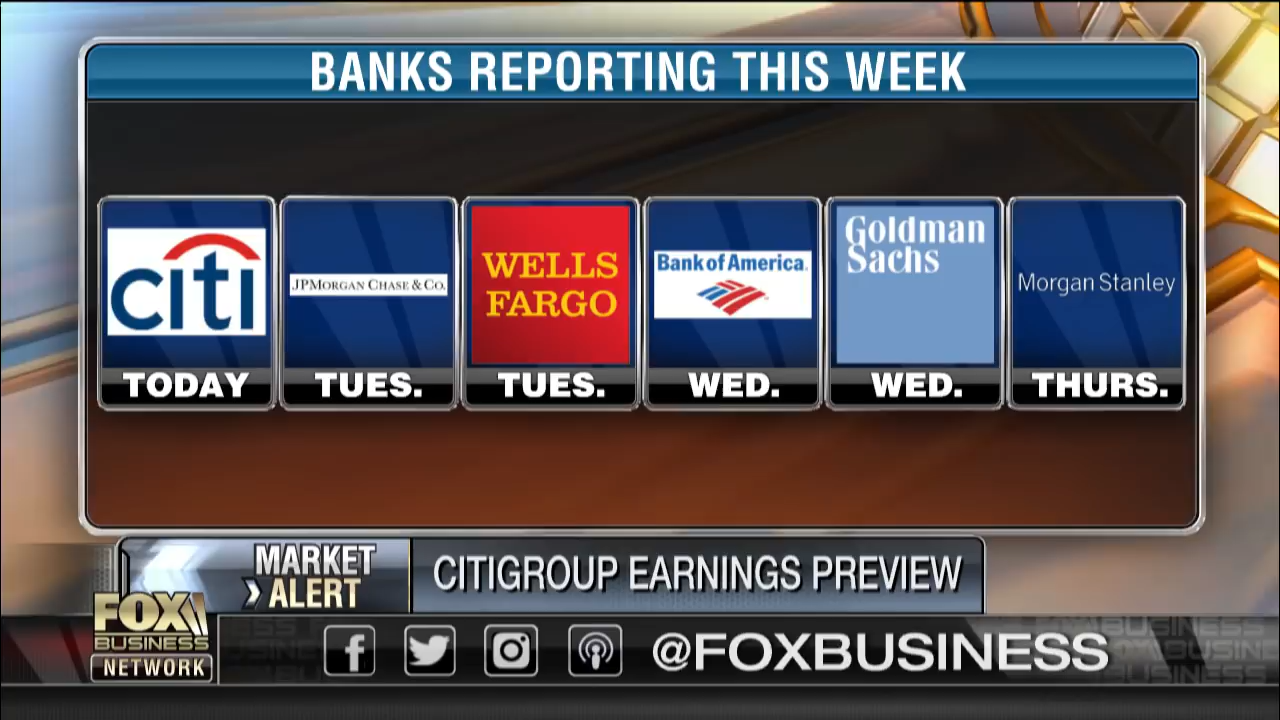 BANKS REPORTING THIS WEEK
citi
JPMORGAN CHASE & CO.
WELLS
FARGO
Bank of America.
Goldman
Sachs
Morgan Stanley
TODAY
TUES.
TUES.
WED.
WED.
THURS.
MARKET
ALERT
CITIGROUP EARNINGS PREVIEW
FOX
BUSINESS
NETWORK
@FOXBUSINESS